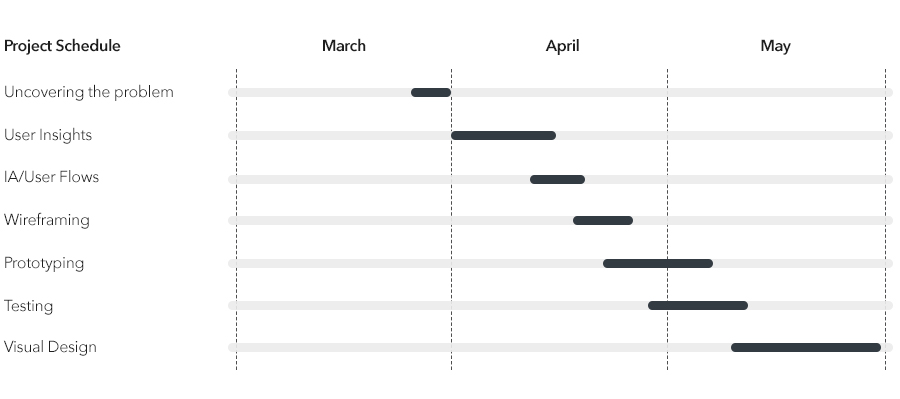 Project Schedule
March
April
May
Uncovering the problem
User Insights
IA/User Flows
Wireframing
Prototyping
Testing
Visual Design